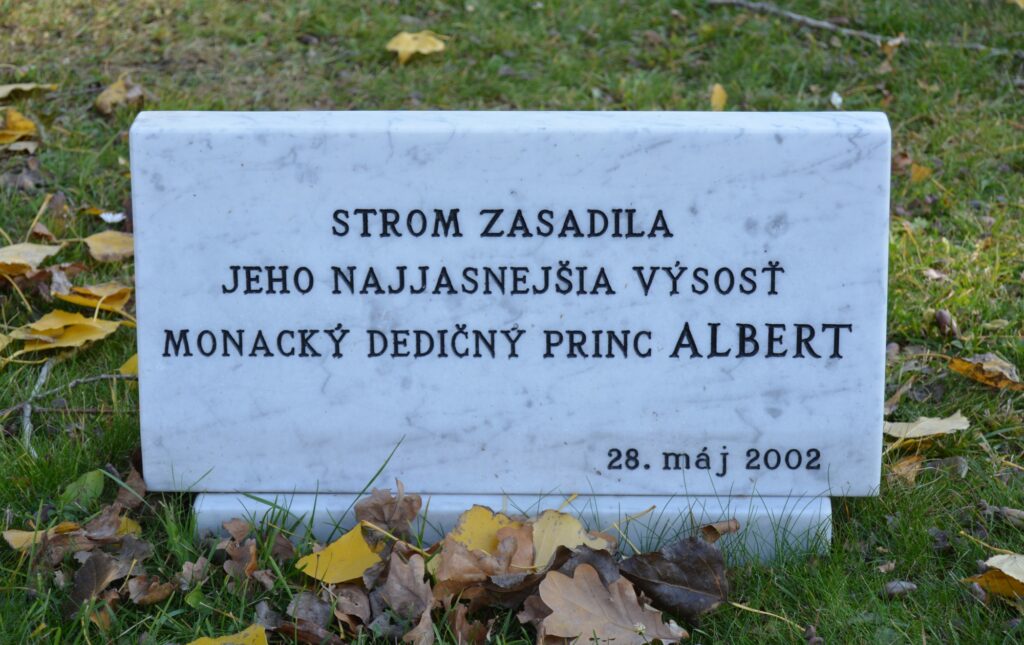 STROM ZASADILA
JEHO NAJJASNEJŠIA VÝSOSŤ
MONACKÝ DEDIČNÝ PRINC ALBERT
28. máj 2002